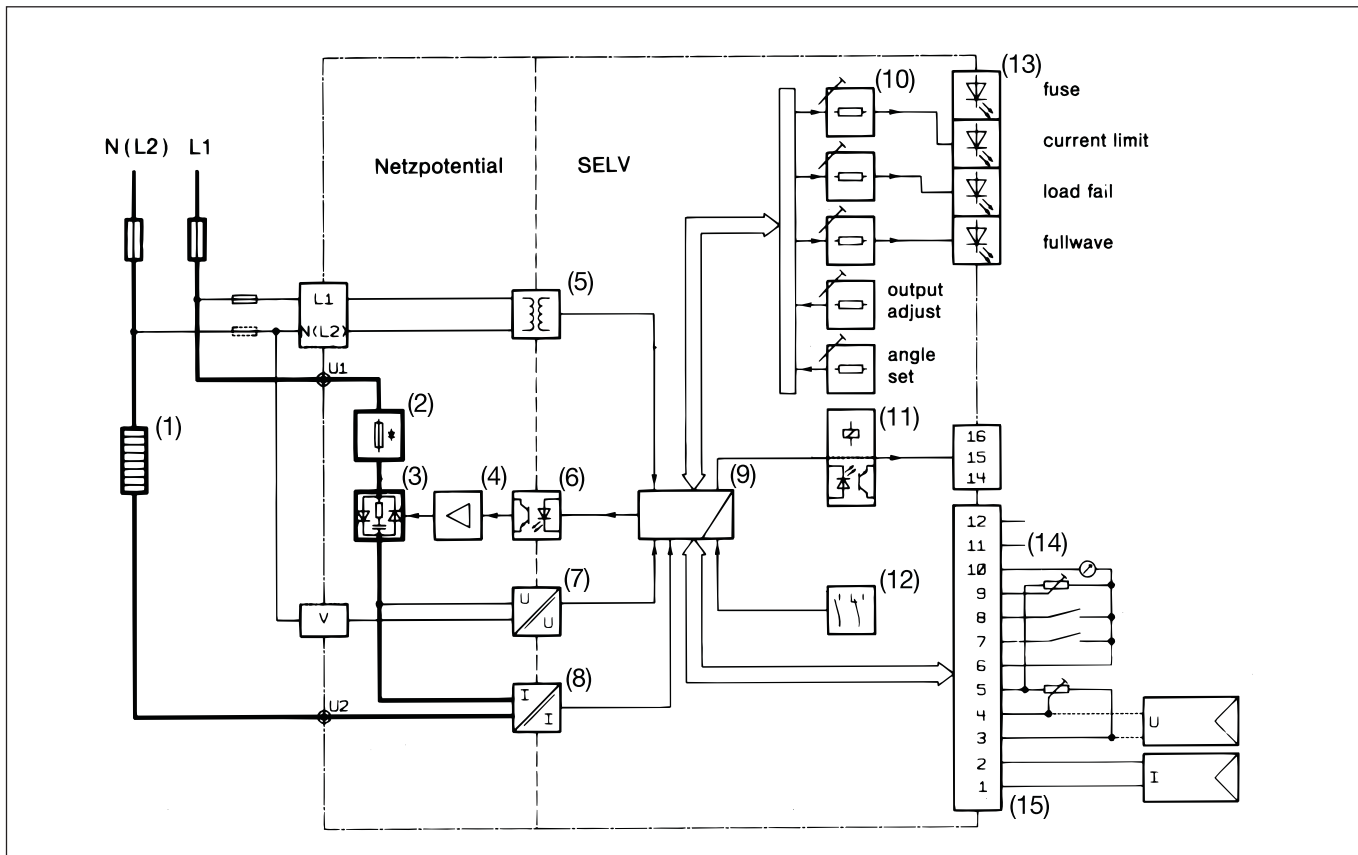 (10)
(13)
fuse
N(L2) L1
current limit
Netzpotential
SELV
load fail
fullwave
(5)
L1
N(L2)
output
adjust
U1
angle
set
(2)
(1)
(11)
16
15
14
(3)
(4)
(6)
(9)
12
11
(14)
10
9
8
7
6
5
4
3
2
1
(7)
U
U
(12)
V
(8)
I
I
U2
U
I
(15)